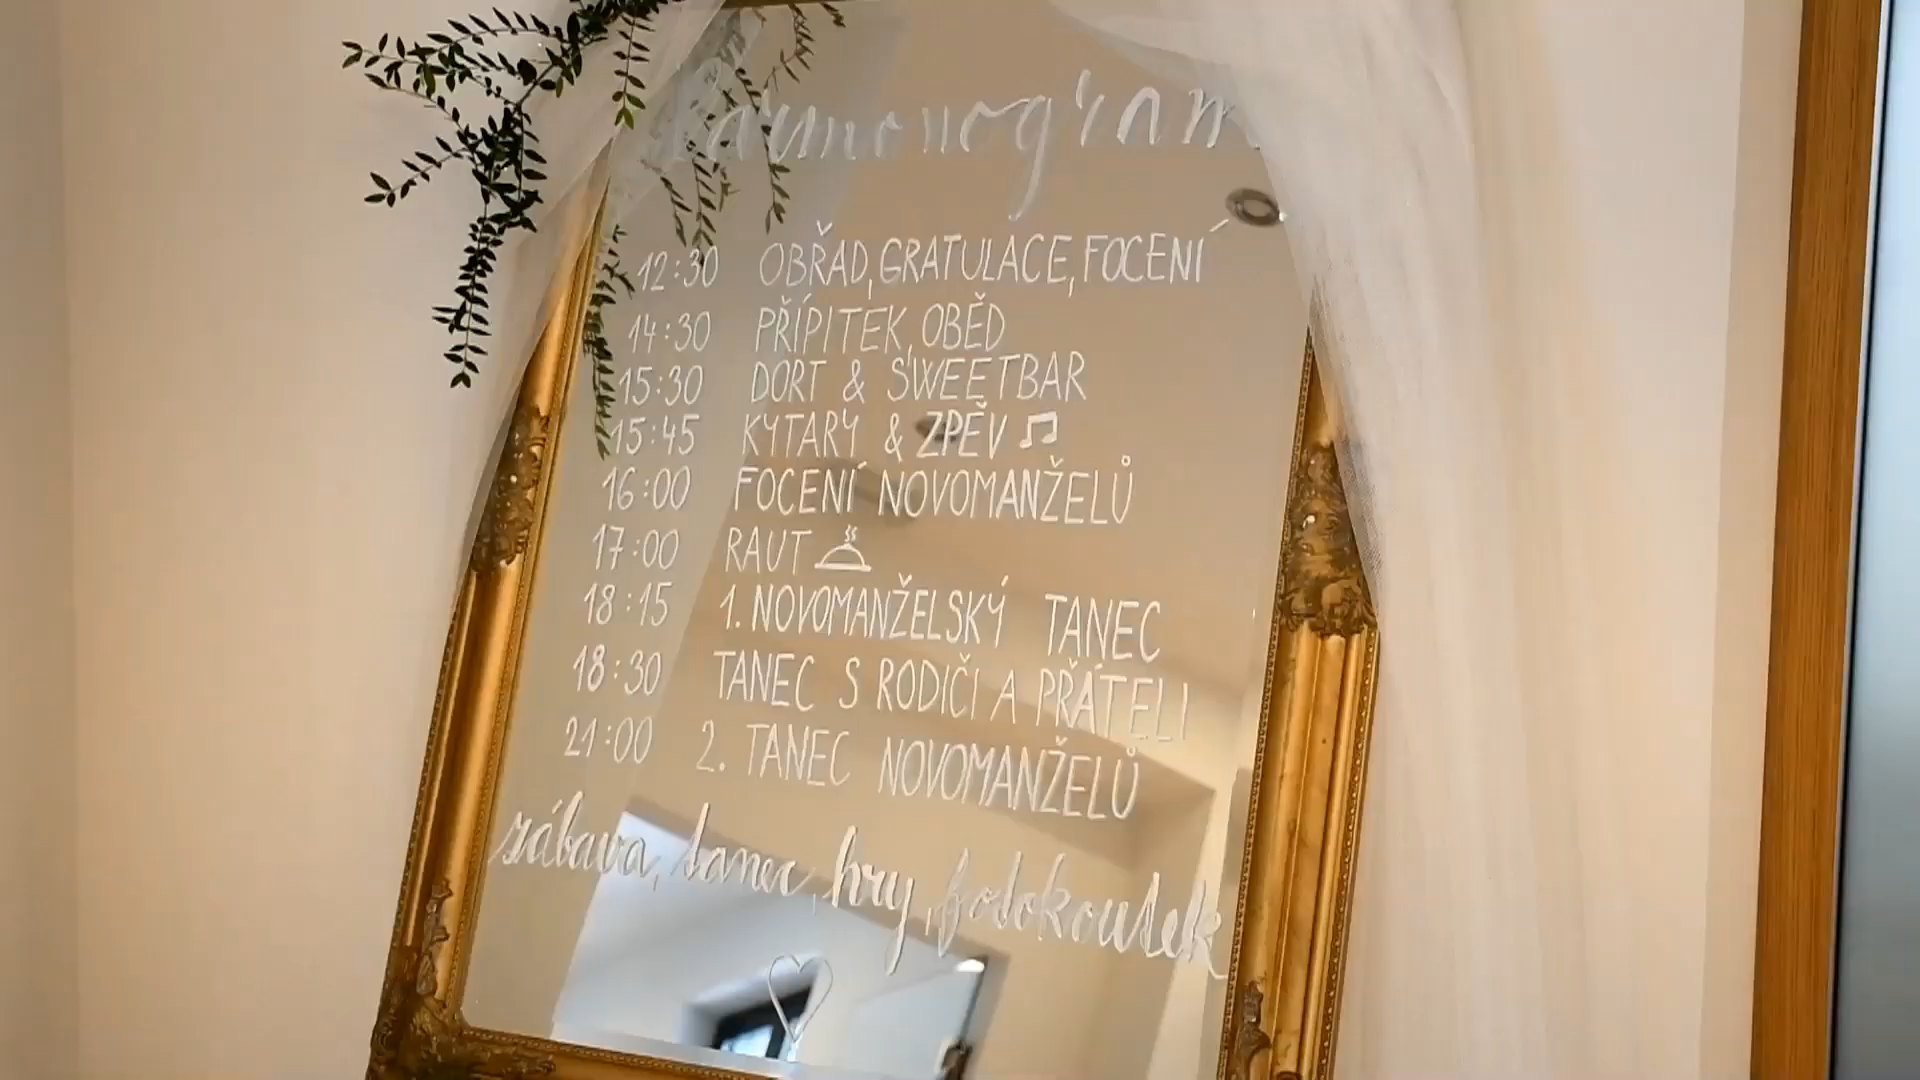 Harmonogram
12:30 OBŘAD, GRATULACE, FOCENÍ
14:30 PŘÍPITEK, OBĚD
15:30 DORT & SWEETBAR
15:45 KYTARY & ZPĚV
16:00 FOCENÍ NOVOMANŽELŮ
17:00 RAUT
18:15 1. NOVOMANŽELSKÝ TANEC
18:30 TANEC S RODIČI A PŘÁTELI
21:00 2. TANEC NOVOMANŽELŮ
zábava, tanec, hry, fotokoutek